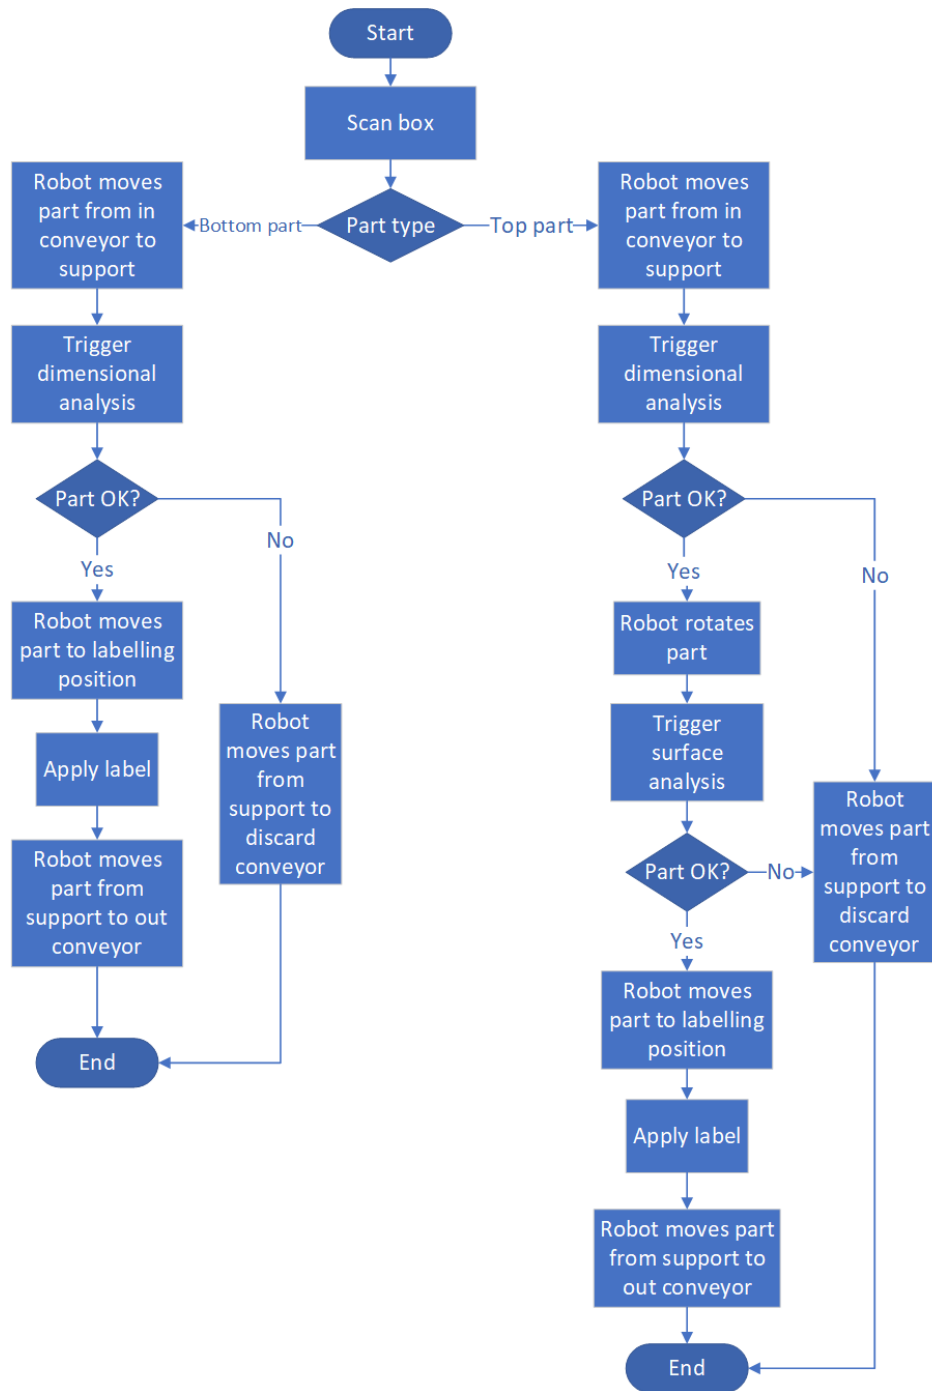 Start
Scan box
Part type
Bottom part
Top part
Robot moves
part from in
conveyor to
support
Trigger
dimensional
analysis
Part OK?
No
Yes
Robot moves
part to labelling
position
Apply label
Robot moves
part from
support to out
conveyor
Robot
moves part
from
support to
discard
conveyor
End
Robot moves
part from in
conveyor to
support
Trigger
dimensional
analysis
Part OK?
No
Yes
Robot rotates
part
Trigger
surface
analysis
Part OK?
No
Robot
moves part
from
support to
discard
conveyor
Yes
Robot moves
part to labelling
position
Apply label
Robot moves part
from support to
out conveyor
End